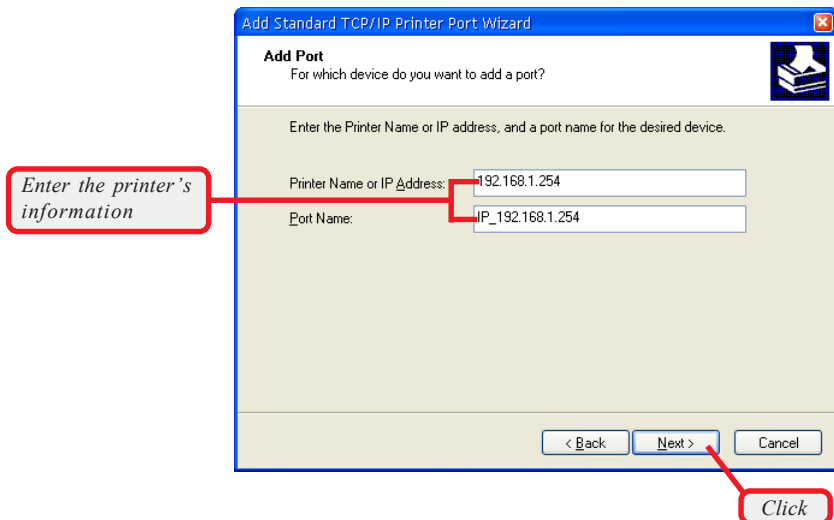 Add Standard TCP/IP Printer Port Wizard
Add Port
For which device do you want to add a port?
Enter the Printer Name or IP address, and a port name for the desired device.
Enter the printer's
information
Printer Name or IP Address:
192.168.1.254
Port Name:
IP_192.168.1.254
< Back
Next >
Cancel
Click